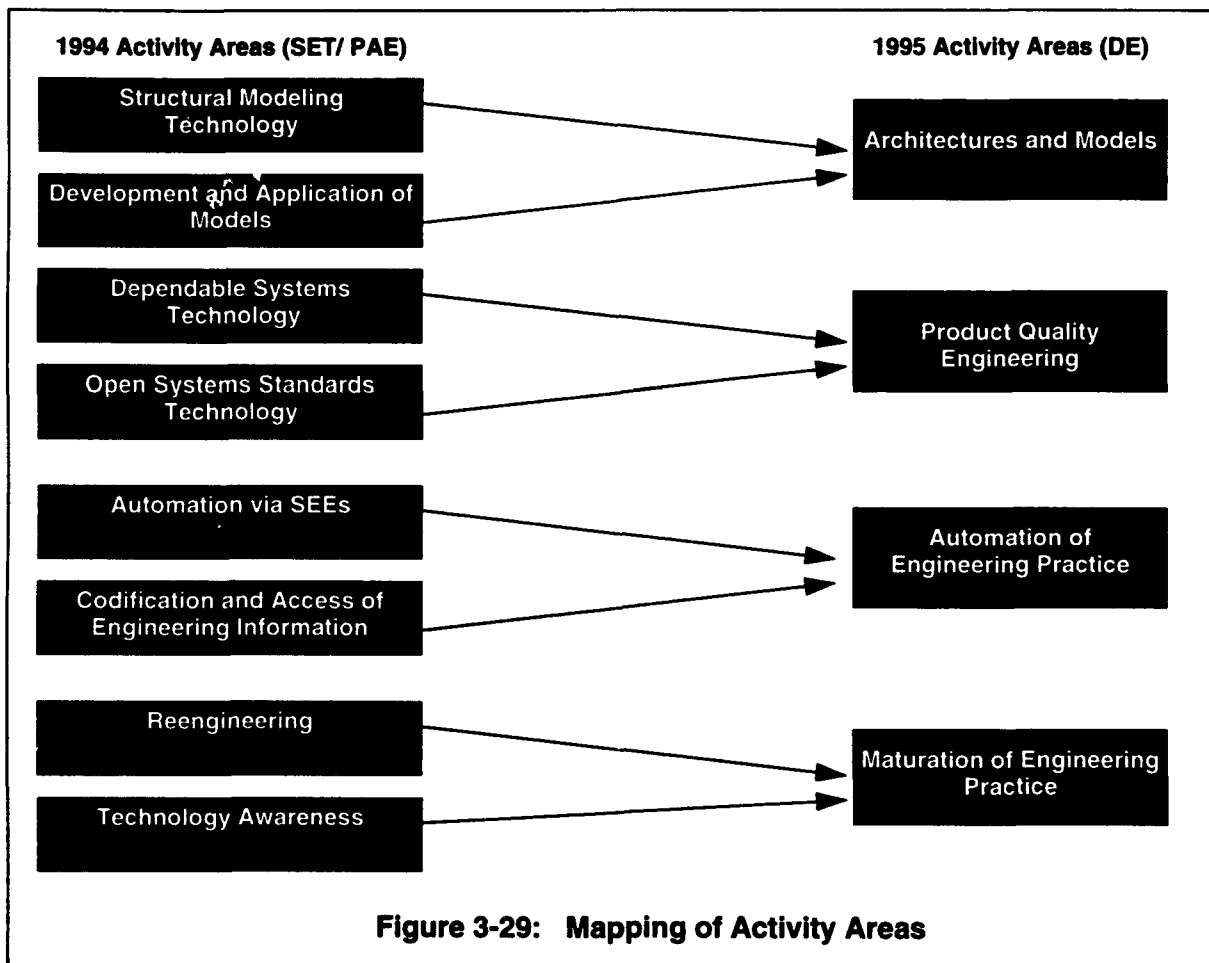 1994 Activity Areas (SET/ PAE)
1995 Activity Areas (DE)
Structural Modeling
Technology
Development and Application of
Models
Dependable Systems
Technology
Open Systems Standards
Technology
Automation via SEEs
Codification and Access of
Engineering Information
Reengineering
Technology Awareness
Architectures and Models
Product Quality
Engineering
Automation of
Engineering Practice
Maturation of Engineering
Practice
Figure 3-29: Mapping of Activity Areas